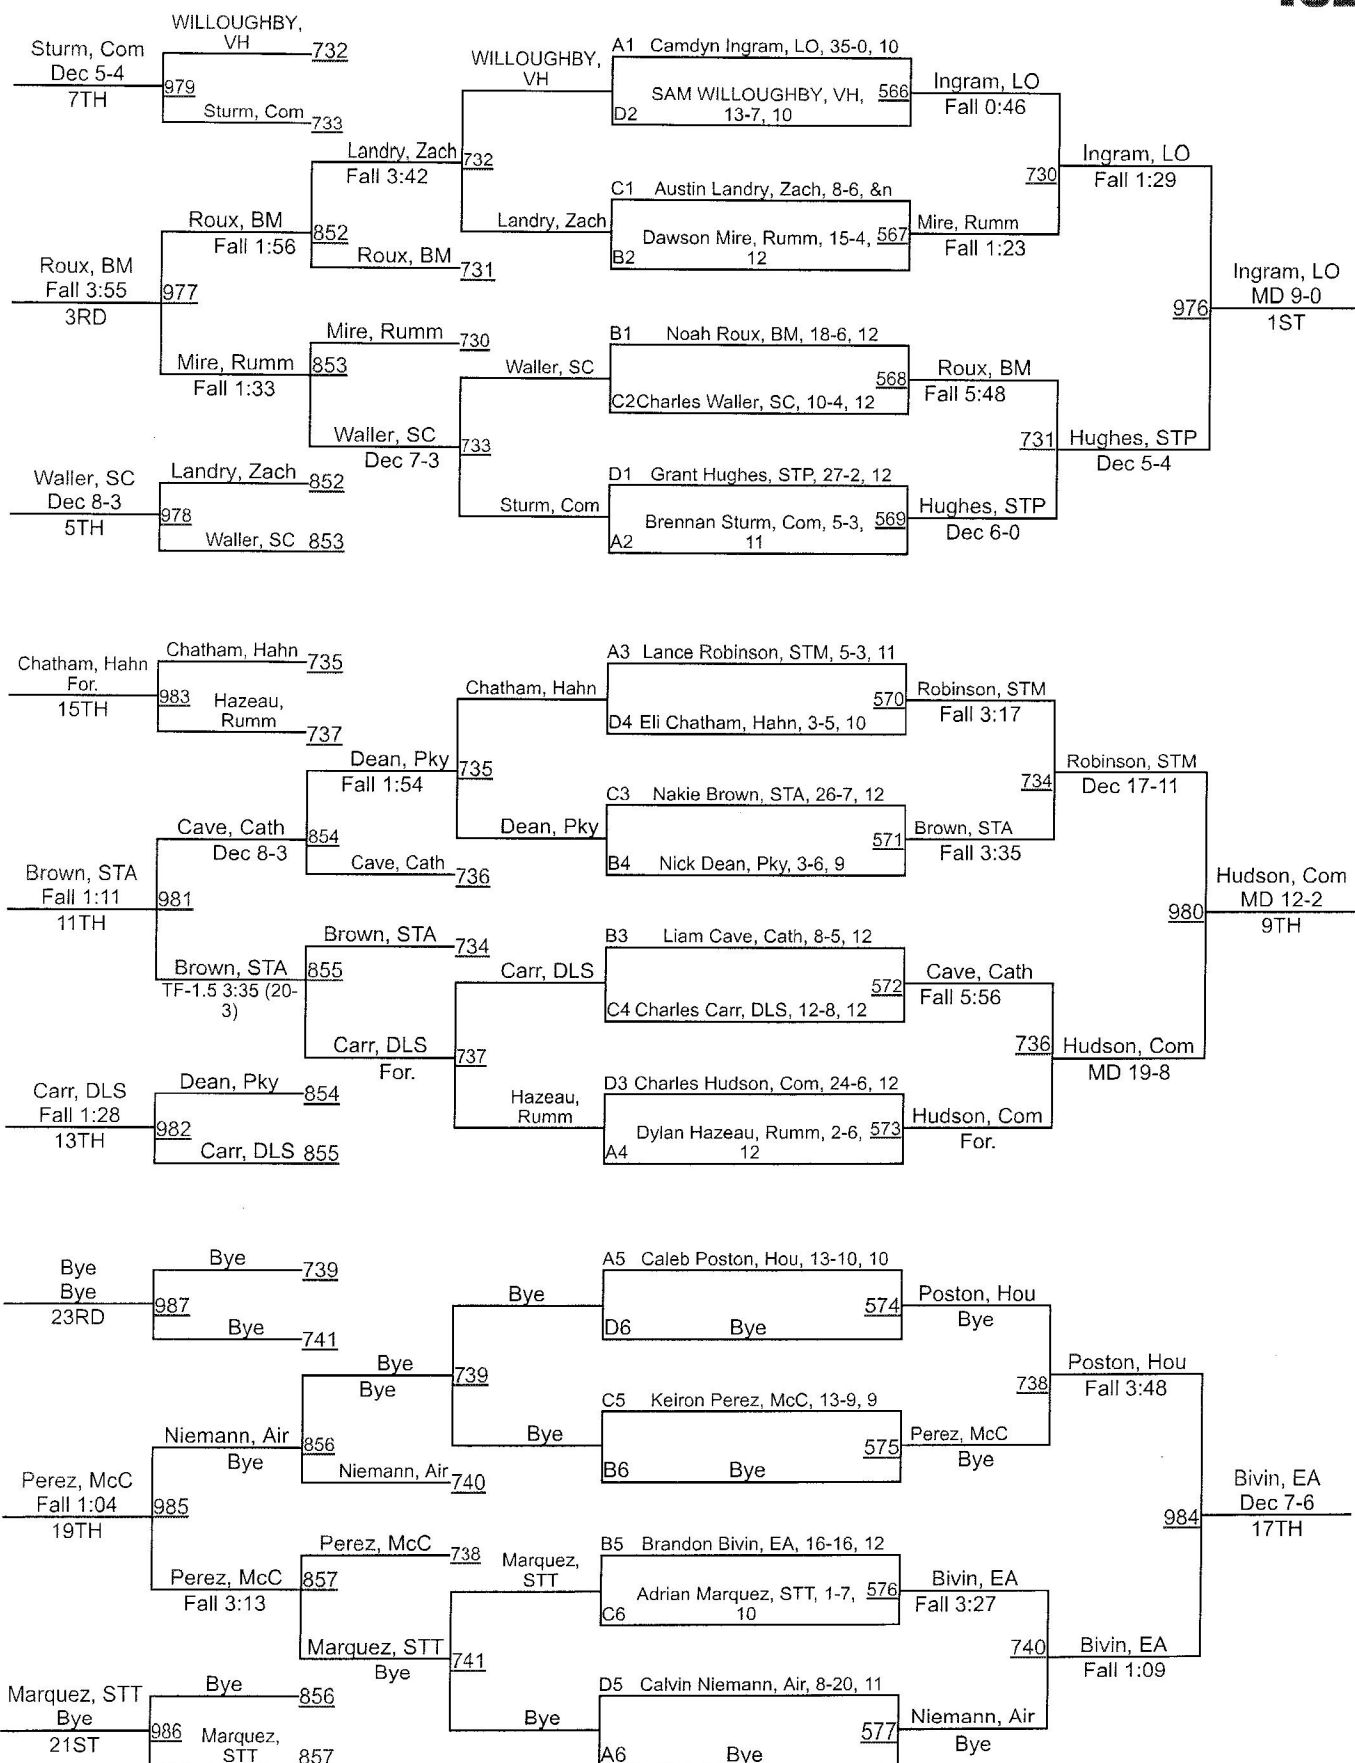 WILLOUGHBY,
VH
732
Sturm, Com
Dec 5-4
7TH
979
Sturm, Com
733
Landry, Zach
Fall 3:42
732
WILLOUGHBY,
VH
Landry, Zach
Roux, BM
Fall 1:56
852
Roux, BM
731
Roux, BM
Fall 3:55
3RD
977
Mire, Rumm
Fall 1:33
853
Mire, Rumm
730
Waller, SC
Dec 7-3
733
Waller, SC
Sturm, Com
Waller, SC
Dec 8-3
5TH
978
Landry, Zach
852
Waller, SC
853
A1 Camdyn Ingram, LO, 35-0, 10
SAM WILLOUGHBY, VH,
D2 13-7, 10
566
Ingram, LO
Fall 0:46
C1 Austin Landry, Zach, 8-6, &n
Dawson Mire, Rumm, 15-4,
B2 12
567
Mire, Rumm
Fall 1:23
730
Ingram, LO
Fall 1:29
B1 Noah Roux, BM, 18-6, 12
C2 Charles Waller, SC, 10-4, 12
568
Roux, BM
Fall 5:48
D1 Grant Hughes, STP, 27-2, 12
Brennan Sturm, Com, 5-3,
A2 11
569
Hughes, STP
Dec 6-0
731
Hughes, STP
Dec 5-4
976
Ingram, LO
MD 9-0
1ST
Chatham, Hahn
For.
15TH
983
Chatham, Hahn
735
Hazeau,
Rumm
737
Dean, Pky
Fall 1:54
735
Chatham, Hahn
Dean, Pky
Cave, Cath
Dec 8-3
854
Cave, Cath
736
Brown, STA
Fall 1:11
11TH
981
Brown, STA
TF-1.5 3:35 (20-
3)
855
Brown, STA
734
Carr, DLS
For.
737
Carr, DLS
Hazeau,
Rumm
Carr, DLS
Fall 1:28
13TH
982
Dean, Pky
854
Carr, DLS
855
A3 Lance Robinson, STM, 5-3, 11
D4 Eli Chatham, Hahn, 3-5, 10
570
Robinson, STM
Fall 3:17
C3 Nakie Brown, STA, 26-7, 12
B4 Nick Dean, Pky, 3-6, 9
571
Brown, STA
Fall 3:35
734
Robinson, STM
Dec 17-11
B3 Liam Cave, Cath, 8-5, 12
C4 Charles Carr, DLS, 12-8, 12
572
Cave, Cath
Fall 5:56
D3 Charles Hudson, Com, 24-6, 12
Dylan Hazeau, Rumm, 2-6,
A4 12
573
Hudson, Com
For.
736
Hudson, Com
MD 19-8
980
Hudson, Com
MD 12-2
9TH
Bye
Bye
23RD
987
Bye
739
Bye
741
Bye
Bye
739
Bye
Bye
Niemann, Air
Bye
856
Niemann, Air
740
Perez, McC
Fall 1:04
19TH
985
Perez, McC
Fall 3:13
857
Perez, McC
738
Marquez, STT
Bye
741
Marquez,
STT
Bye
Marquez, STT
Bye
21ST
986
Bye
856
Marquez,
STT
857
A5 Caleb Poston, Hou, 13-10, 10
D6 Bye
574
Poston, Hou
Bye
C5 Keiron Perez, McC, 13-9, 9
B6 Bye
575
Perez, McC
Bye
738
Poston, Hou
Fall 3:48
B5 Brandon Bivin, EA, 16-16, 12
Adrian Marquez, STT, 1-7,
C6 10
576
Bivin, EA
Fall 3:27
D5 Calvin Niemann, Air, 8-20, 11
A6 Bye
577
Niemann, Air
Bye
740
Bivin, EA
Fall 1:09
984
Bivin, EA
Dec 7-6
17TH